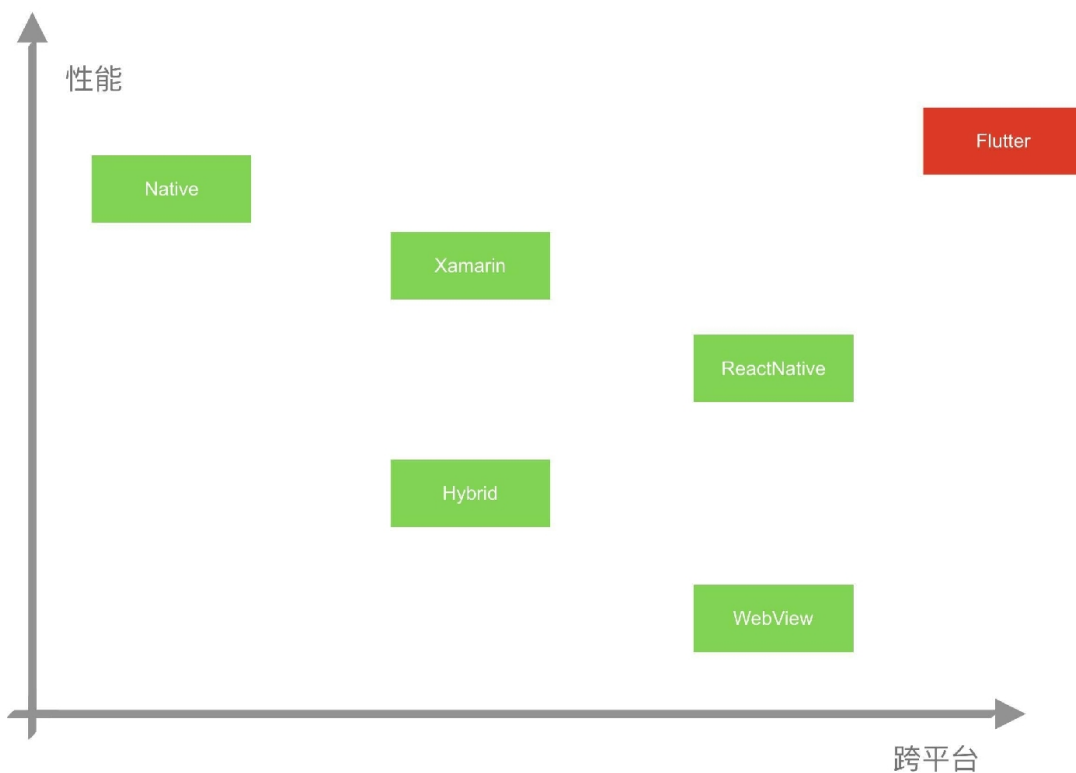 性能
Flutter
Native
Xamarin
ReactNative
Hybrid
WebView
跨平台